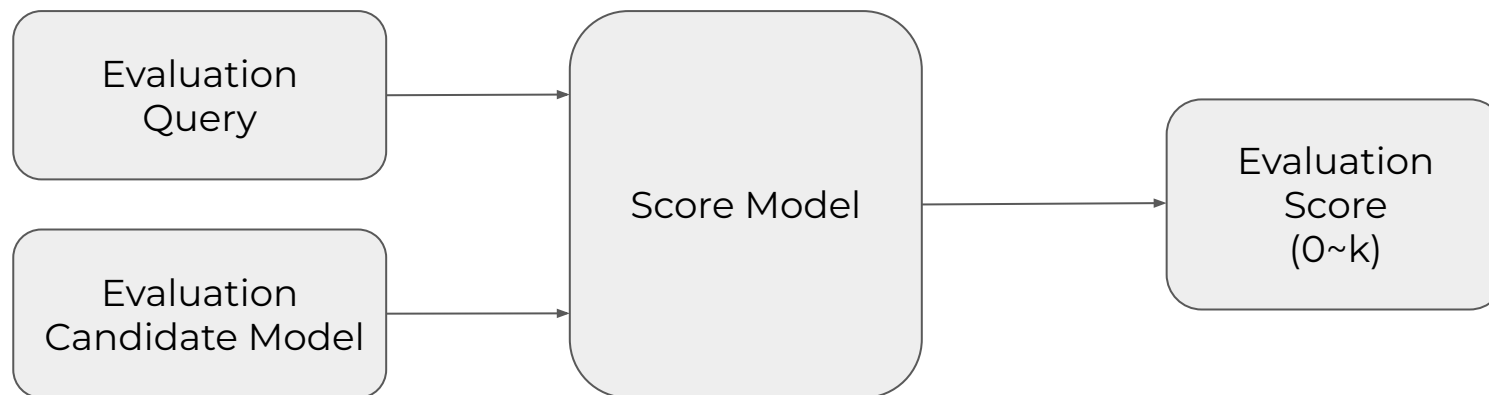 Evaluation
Query
Evaluation
Candidate Model
Score Model
Evaluation
Score
(0~k)